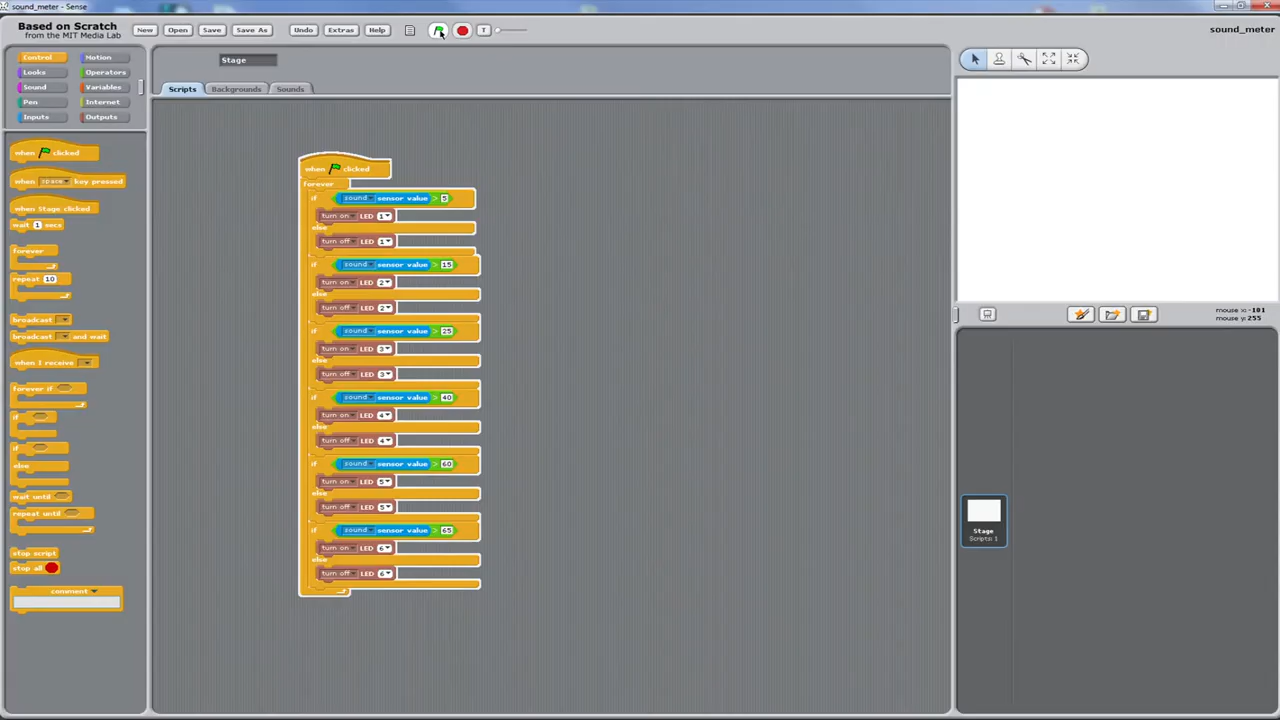 sound_meter - Sense
Based on Scratch
from the MIT Media Lab
New Open Save Save As Undo Extras Help T
sound_meter
Control Motion
Looks Operators
Sound Variables
Pen Internet
Inputs Outputs
Stage
Scripts Backgrounds Sounds
when clicked
when space key pressed
when Stage clicked
wait 1 secs
forever
repeat 10
broadcast
broadcast and wait
when I receive
forever if
if
if
else
wait until
repeat until
stop script
stop all
comment
when clicked
forever
if sound sensor value > 5
turn on LED 1
else
turn off LED 1
if sound sensor value > 15
turn on LED 2
else
turn off LED 2
if sound sensor value > 25
turn on LED 3
else
turn off LED 3
if sound sensor value > 40
turn on LED 4
else
turn off LED 4
if sound sensor value > 60
turn on LED 5
else
turn off LED 5
if sound sensor value > 65
turn on LED 6
else
turn off LED 6
mouse x: -101
mouse y: 255
Stage
Scripts: 1